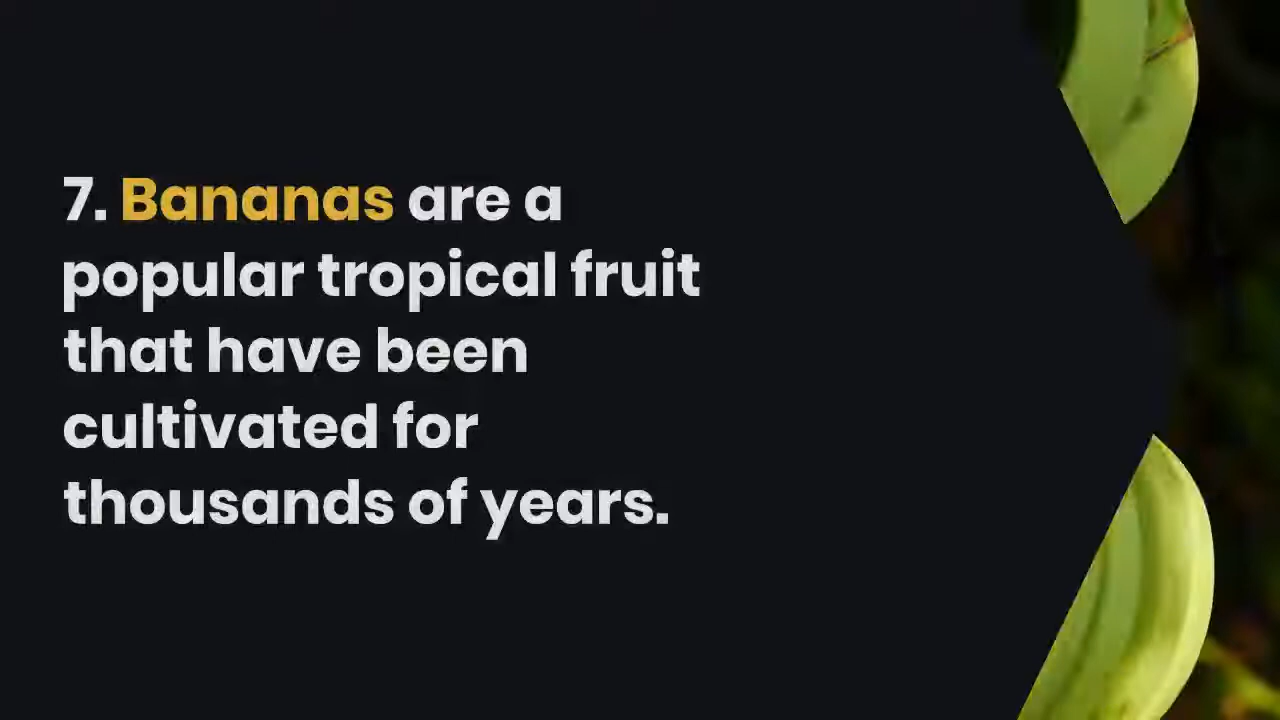 7. Bananas are a
popular tropical fruit
that have been
cultivated for
thousands of years.